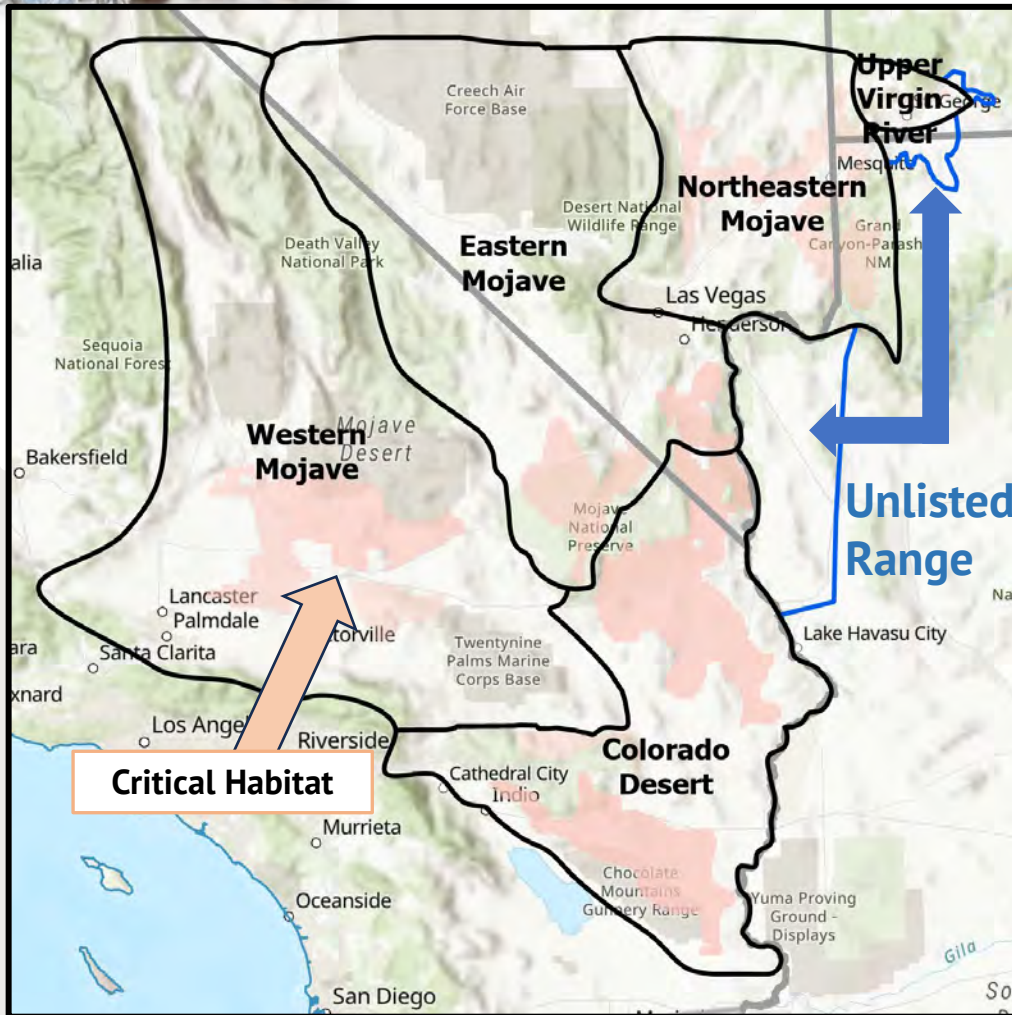 Creech Air
Force Base
Upper
Virgin
River
George
Mesquite
Northeastern
Mojave
Desert National
Wildlife Range
Grand
Canyon-Parash
NM
Eastern
Mojave
Death Valley
National Park
alia
Las Vegas
Henderson
Sequoia
National Forest
Mojave
Desert
Western
Mojave
Bakersfield
Unlisted
Range
Mojave
National
Preserve
Na
Lancaster
Palmdale
torville
Lake Havasu City
Twentynine
Palms Marine
Corps Base
ara
Santa Clarita
xnard
Los Angel
Riverside
Colorado
Desert
Critical Habitat
Cathedral City
Indio
Murrieta
Chocolate
Mountains
Gunnery Range
Yuma Proving
Ground -
Displays
Oceanside
Gila
San Diego
So